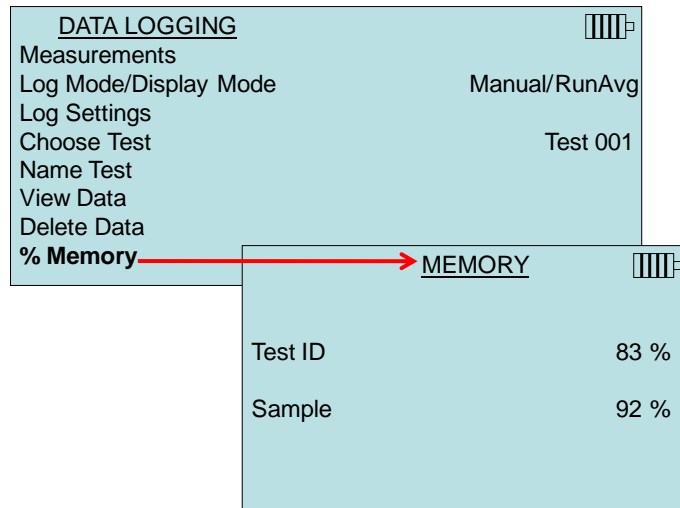 DATA LOGGING
Measurements
Log Mode/Display Mode Manual/RunAvg
Log Settings
Choose Test Test 001
Name Test
View Data
Delete Data
% Memory
MEMORY
Test ID 83 %
Sample 92 %